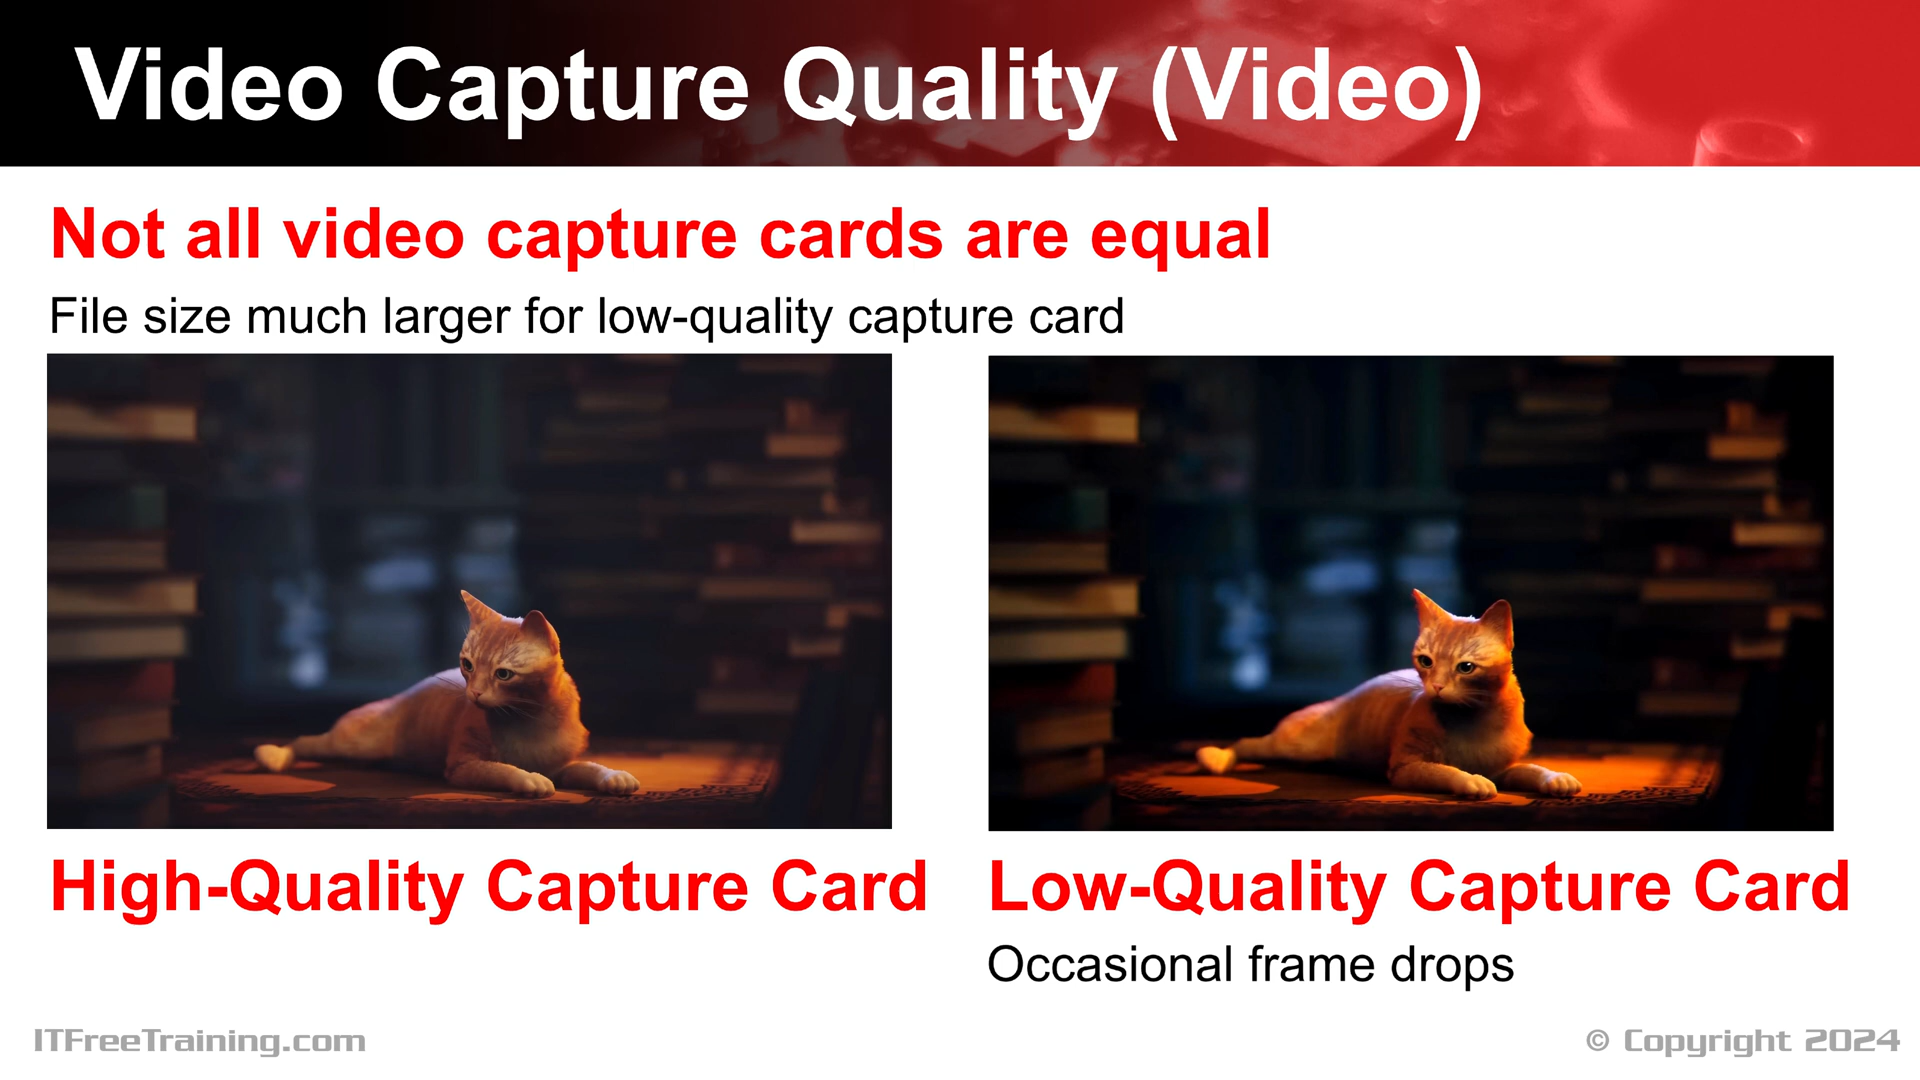 Video Capture Quality (Video)
Not all video capture cards are equal
File size much larger for low-quality capture card
High-Quality Capture Card
Low-Quality Capture Card
Occasional frame drops
ITFreeTraining.com
© Copyright 2024